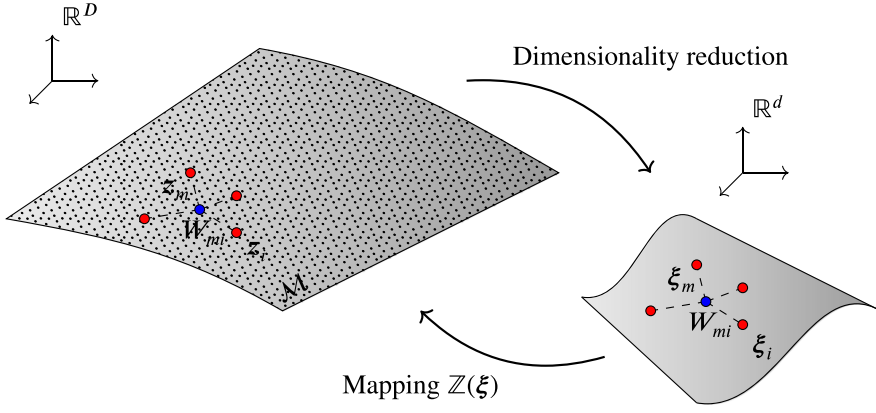 ℝ^D
Dimensionality reduction
ℝ^d
z_m
W_mi
z_i
ℳ
ξ_m
W_mi
ξ_i
Mapping ℤ(ξ)